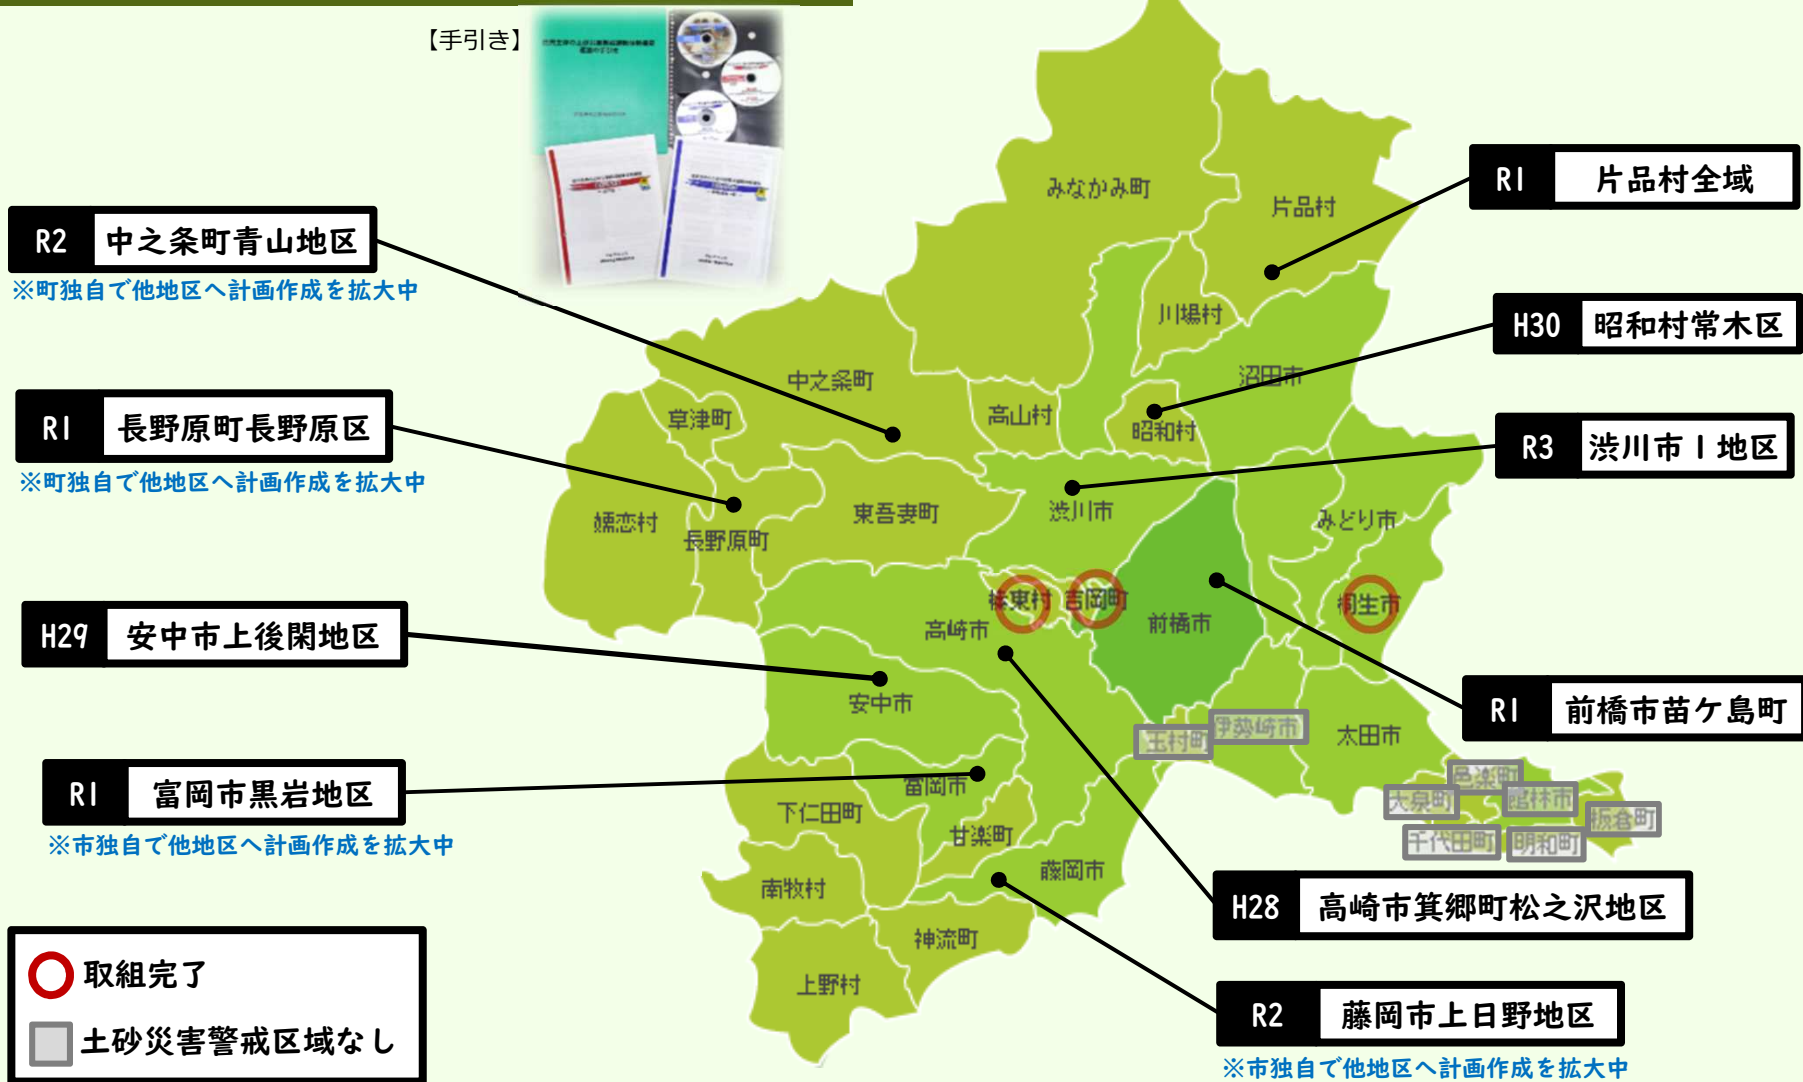 【手引き】
R2 中之条町青山地区
※町独自で他地区へ計画作成を拡大中
R1 長野原町長野原区
※町独自で他地区へ計画作成を拡大中
H29 安中市上後閑地区
R1 富岡市黒岩地区
※市独自で他地区へ計画作成を拡大中
取組完了
土砂災害警戒区域なし
R1 片品村全域
H30 昭和村常木区
R3 渋川市I地区
R1 前橋市苗ケ島町
H28 高崎市箕郷町松之沢地区
R2 藤岡市上日野地区
※市独自で他地区へ計画作成を拡大中
みなかみ町
片品村
川場村
沼田市
中之条町
草津町
高山村
昭和村
嬬恋村
長野原町
東吾妻町
渋川市
みどり市
榛東村
吉岡町
前橋市
桐生市
高崎市
安中市
玉村町
伊勢崎市
太田市
富岡市
下仁田町
甘楽町
邑楽町
大泉町
館林市
板倉町
千代田町
明和町
藤岡市
南牧村
神流町
上野村